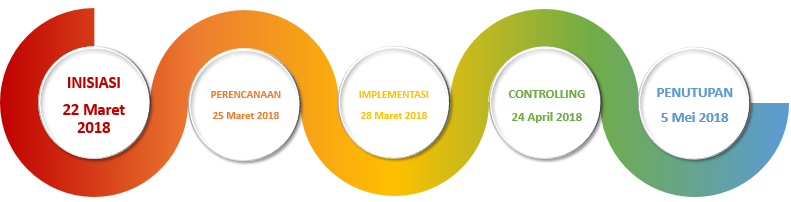 INISIASI
22 Maret
2018
PERENCANAAN
25 Maret 2018
IMPLEMENTASI
28 Maret 2018
CONTROLLING
24 April 2018
PENUTUPAN
5 Mei 2018